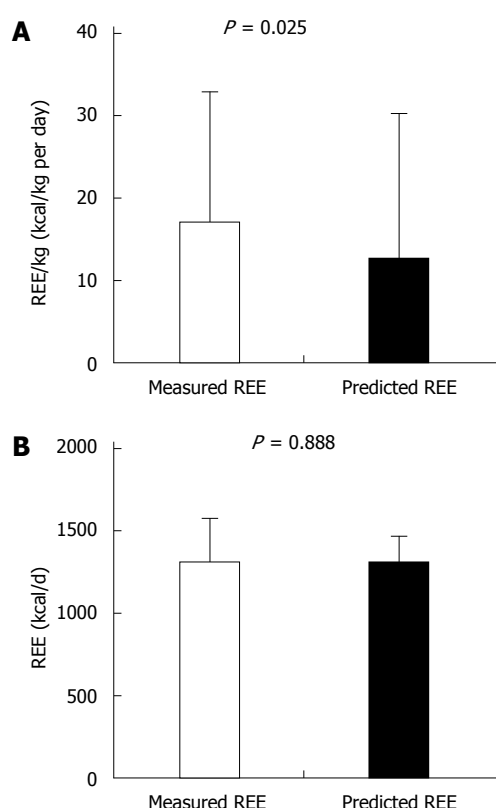 A
P = 0.025
REE/kg (kcal/kg per day)
40
30
20
10
0
Measured REE Predicted REE
B
P = 0.888
REE (kcal/d)
2000
1500
1000
500
0
Measured REE Predicted REE